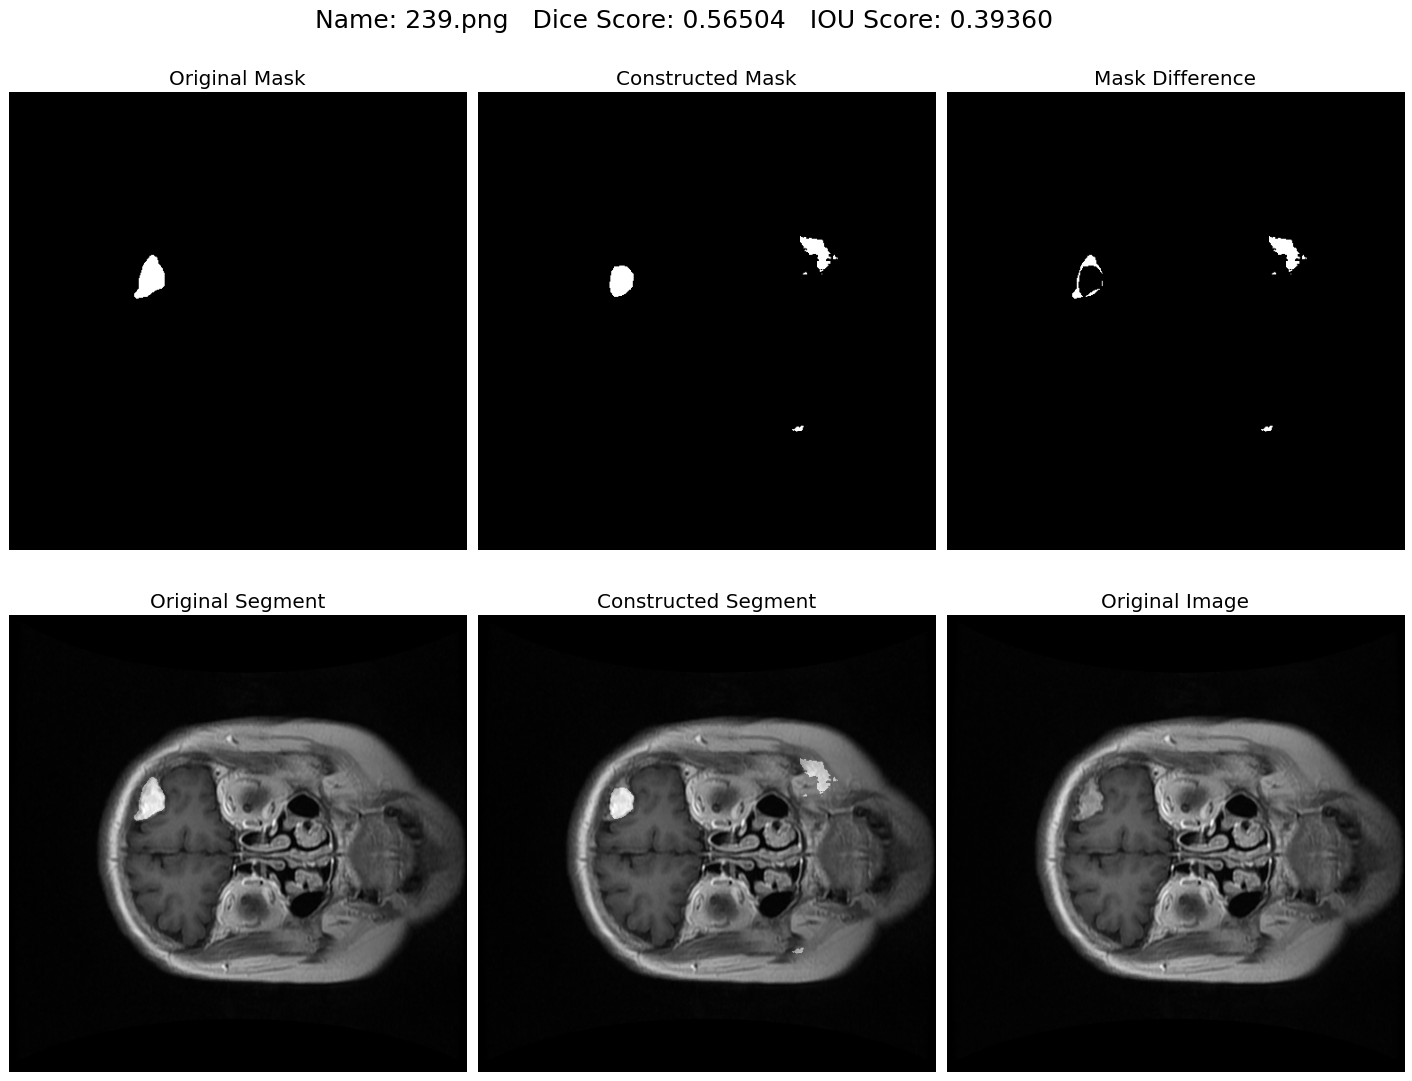 Name: 239.png   Dice Score: 0.56504   IOU Score: 0.39360
Original Mask
Constructed Mask
Mask Difference
Original Segment
Constructed Segment
Original Image